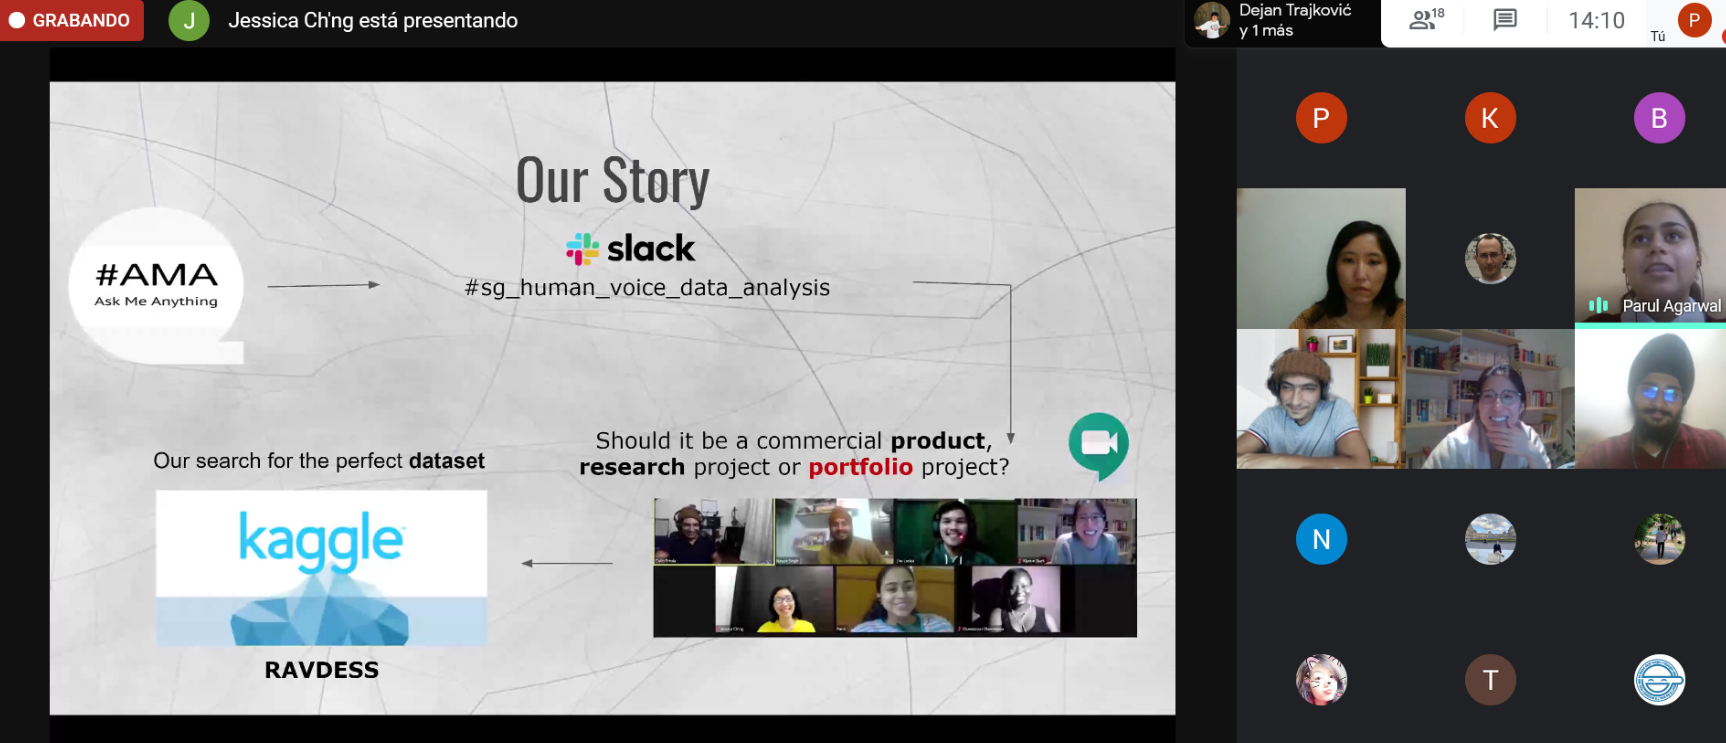 GRABANDO
J
Jessica Ch'ng está presentando
Dejan Trajković
y 1 más
18
14:10
Tú
P
Our Story
slack
#AMA
Ask Me Anything
#sg_human_voice_data_analysis
Should it be a commercial product,
research project or portfolio project?
Our search for the perfect dataset
kaggle
RAVDESS
P
K
B
Parul Agarwal
N
T